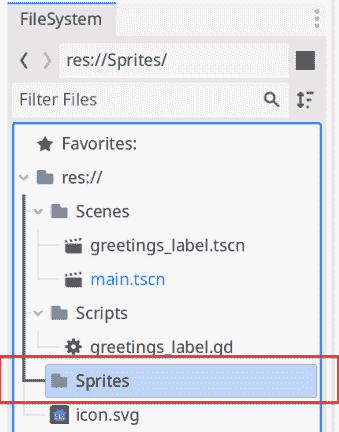 FileSystem
res://Sprites/
Filter Files
Favorites:
res://
Scenes
greetings_label.tscn
main.tscn
Scripts
greetings_label.gd
Sprites
icon.svg